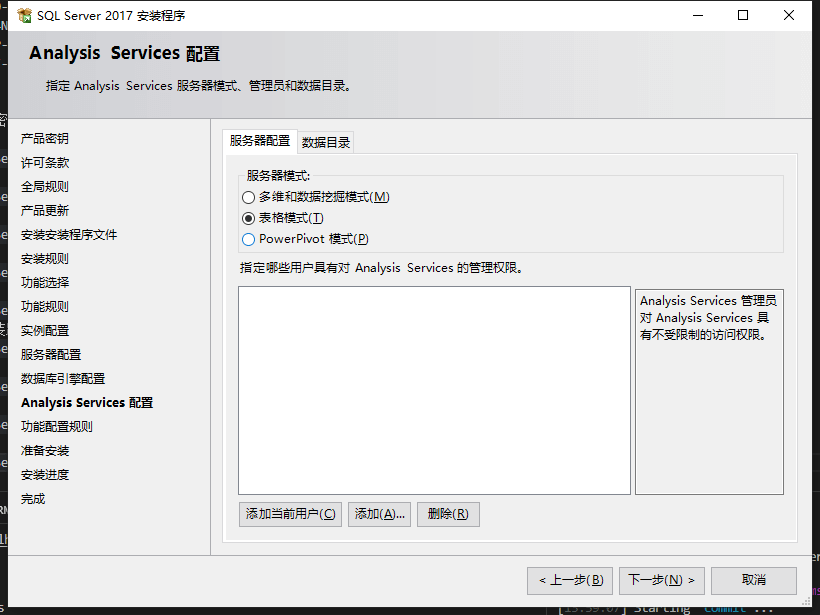 SQL Server 2017 安装程序
Analysis Services 配置
指定 Analysis Services 服务器模式、管理员和数据目录。
产品密钥
许可条款
全局规则
产品更新
安装安装程序文件
安装规则
功能选择
功能规则
实例配置
服务器配置
数据库引擎配置
Analysis Services 配置
功能配置规则
准备安装
安装进度
完成
服务器配置 数据目录
服务器模式:
多维和数据挖掘模式(M)
表格模式(T)
PowerPivot 模式(P)
指定哪些用户具有对 Analysis Services 的管理权限。
Analysis Services 管理员
对 Analysis Services 具
有不受限制的访问权限。
添加当前用户(C) 添加(A)... 删除(R)
< 上一步(B) 下一步(N) > 取消